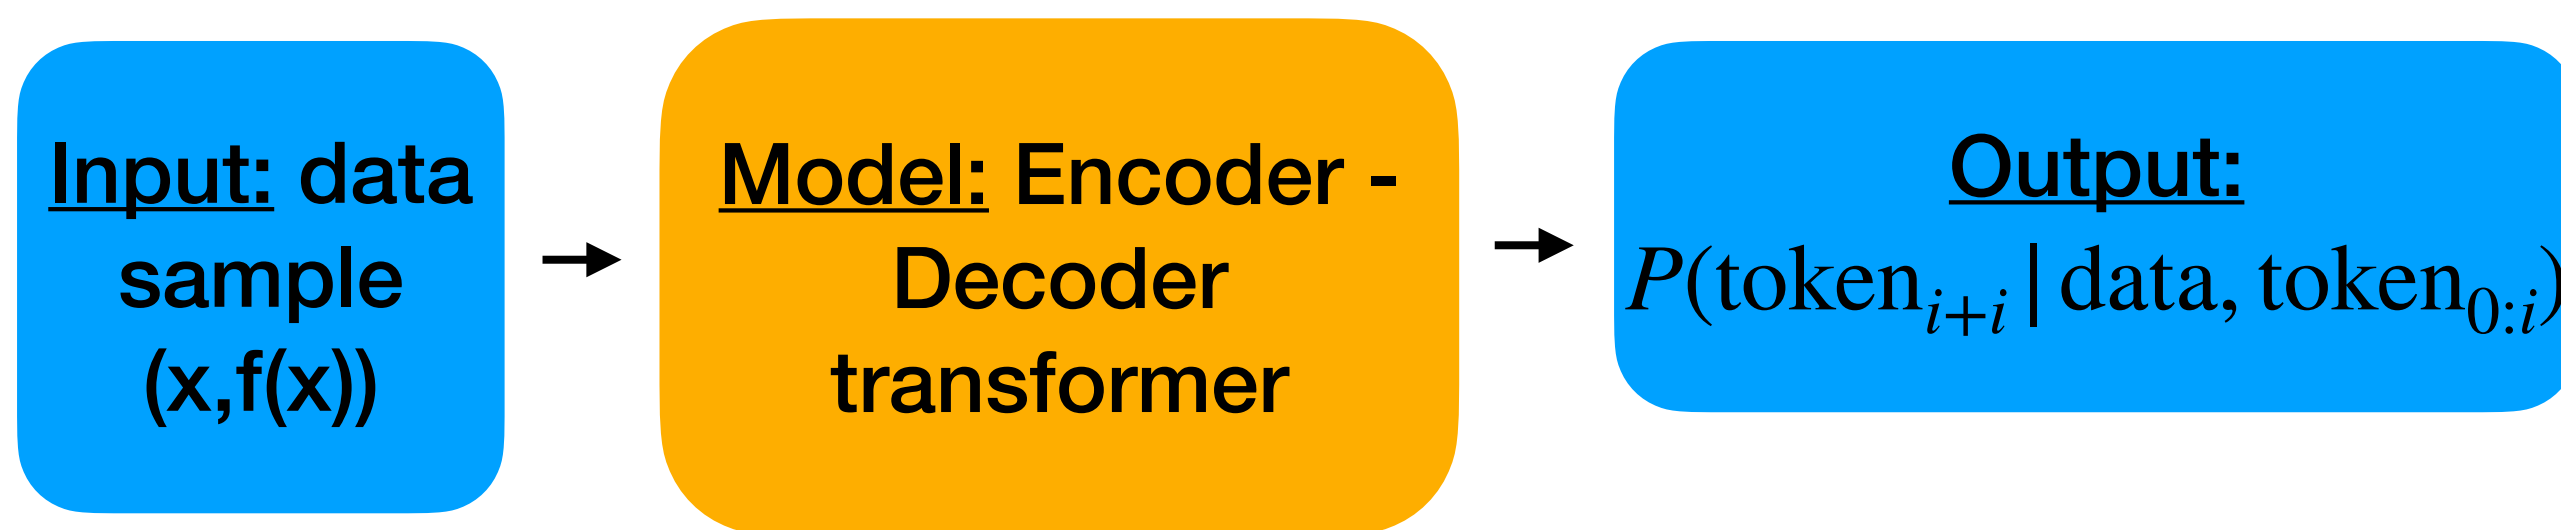 Input: data
sample
(x,f(x))
Model: Encoder -
Decoder
transformer
Output:
P(token_{i+i} | data, token_{0:i})